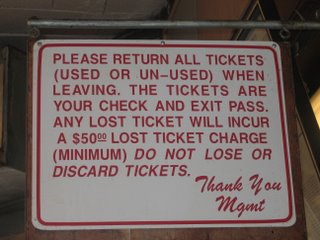 PLEASE RETURN ALL TICKETS
(USED OR UN-USED) WHEN
LEAVING. THE TICKETS ARE
YOUR CHECK AND EXIT PASS.
ANY LOST TICKET WILL INCUR
A $50.00 LOST TICKET CHARGE
(MINIMUM) DO NOT LOSE OR
DISCARD TICKETS.
Thank You
Mgmt